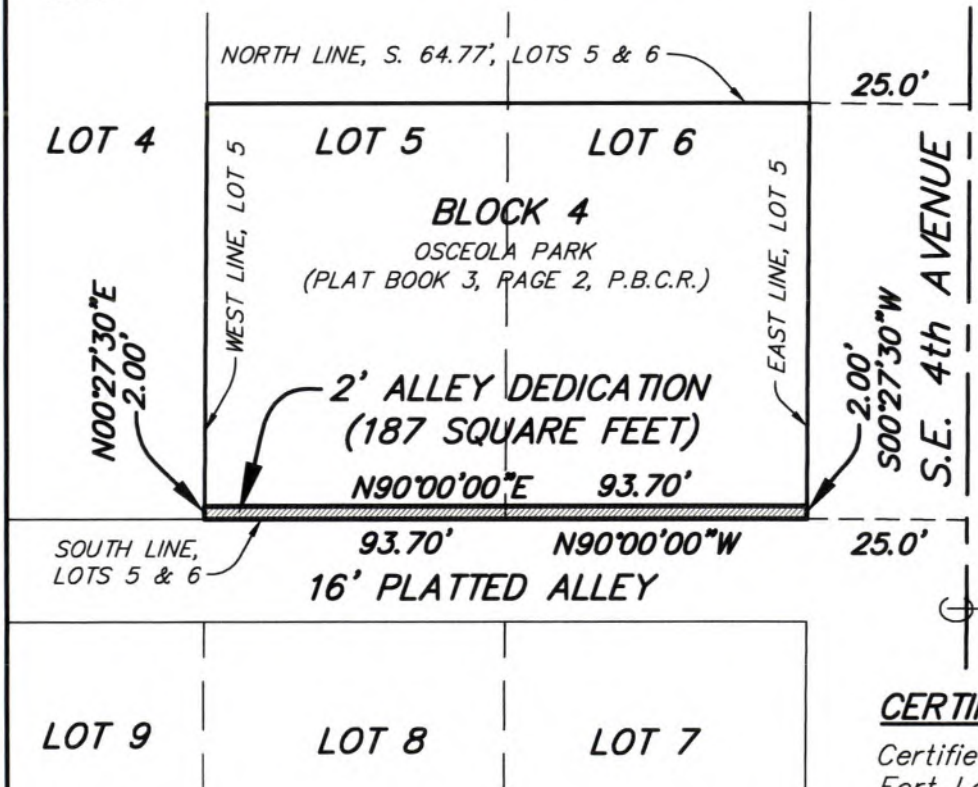 NORTH LINE, S. 64.77', LOTS 5 & 6
25.0'
LOT 4
LOT 5
LOT 6
WEST LINE, LOT 5
EAST LINE, LOT 5
S.E. 4th AVENUE
BLOCK 4
OSCEOLA PARK
(PLAT BOOK 3, PAGE 2, P.B.C.R.)
N00°27'30"E
2.00'
2.00'
S00°27'30"W
2' ALLEY DEDICATION
(187 SQUARE FEET)
N90°00'00"E 93.70'
SOUTH LINE,
LOTS 5 & 6
93.70' N90°00'00"W
25.0'
16' PLATTED ALLEY
LOT 9
LOT 8
LOT 7
CERTI
Certifie